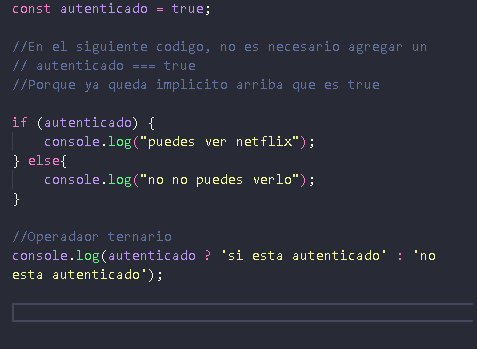 const autenticado = true;
//En el siguiente codigo, no es necesario agregar un
// autenticado === true
//Porque ya queda implicito arriba que es true
if (autenticado) {
console.log("puedes ver netflix");
} else{
console.log("no no puedes verlo");
}
//Operadaor ternario
console.log(autenticado ? 'si esta autenticado' : 'no
esta autenticado');